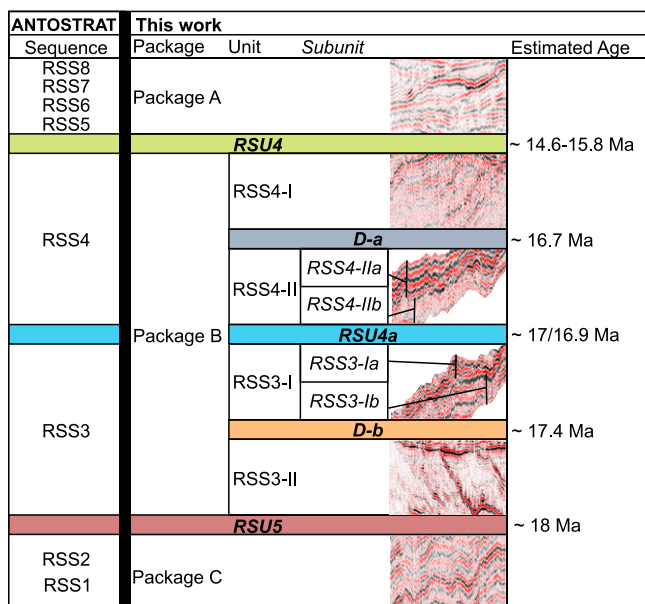 ANTOSTRAT This work
Sequence Package Unit Subunit Estimated Age
RSS8
RSS7
RSS6
RSS5
Package A
RSU4 ~ 14.6-15.8 Ma
RSS4-I
RSS4
D-a ~ 16.7 Ma
RSS4-II
RSS4-IIa
RSS4-IIb
Package B
RSU4a ~ 17/16.9 Ma
RSS3-I
RSS3-Ia
RSS3-Ib
RSS3
D-b ~ 17.4 Ma
RSS3-II
RSU5 ~ 18 Ma
RSS2
RSS1
Package C